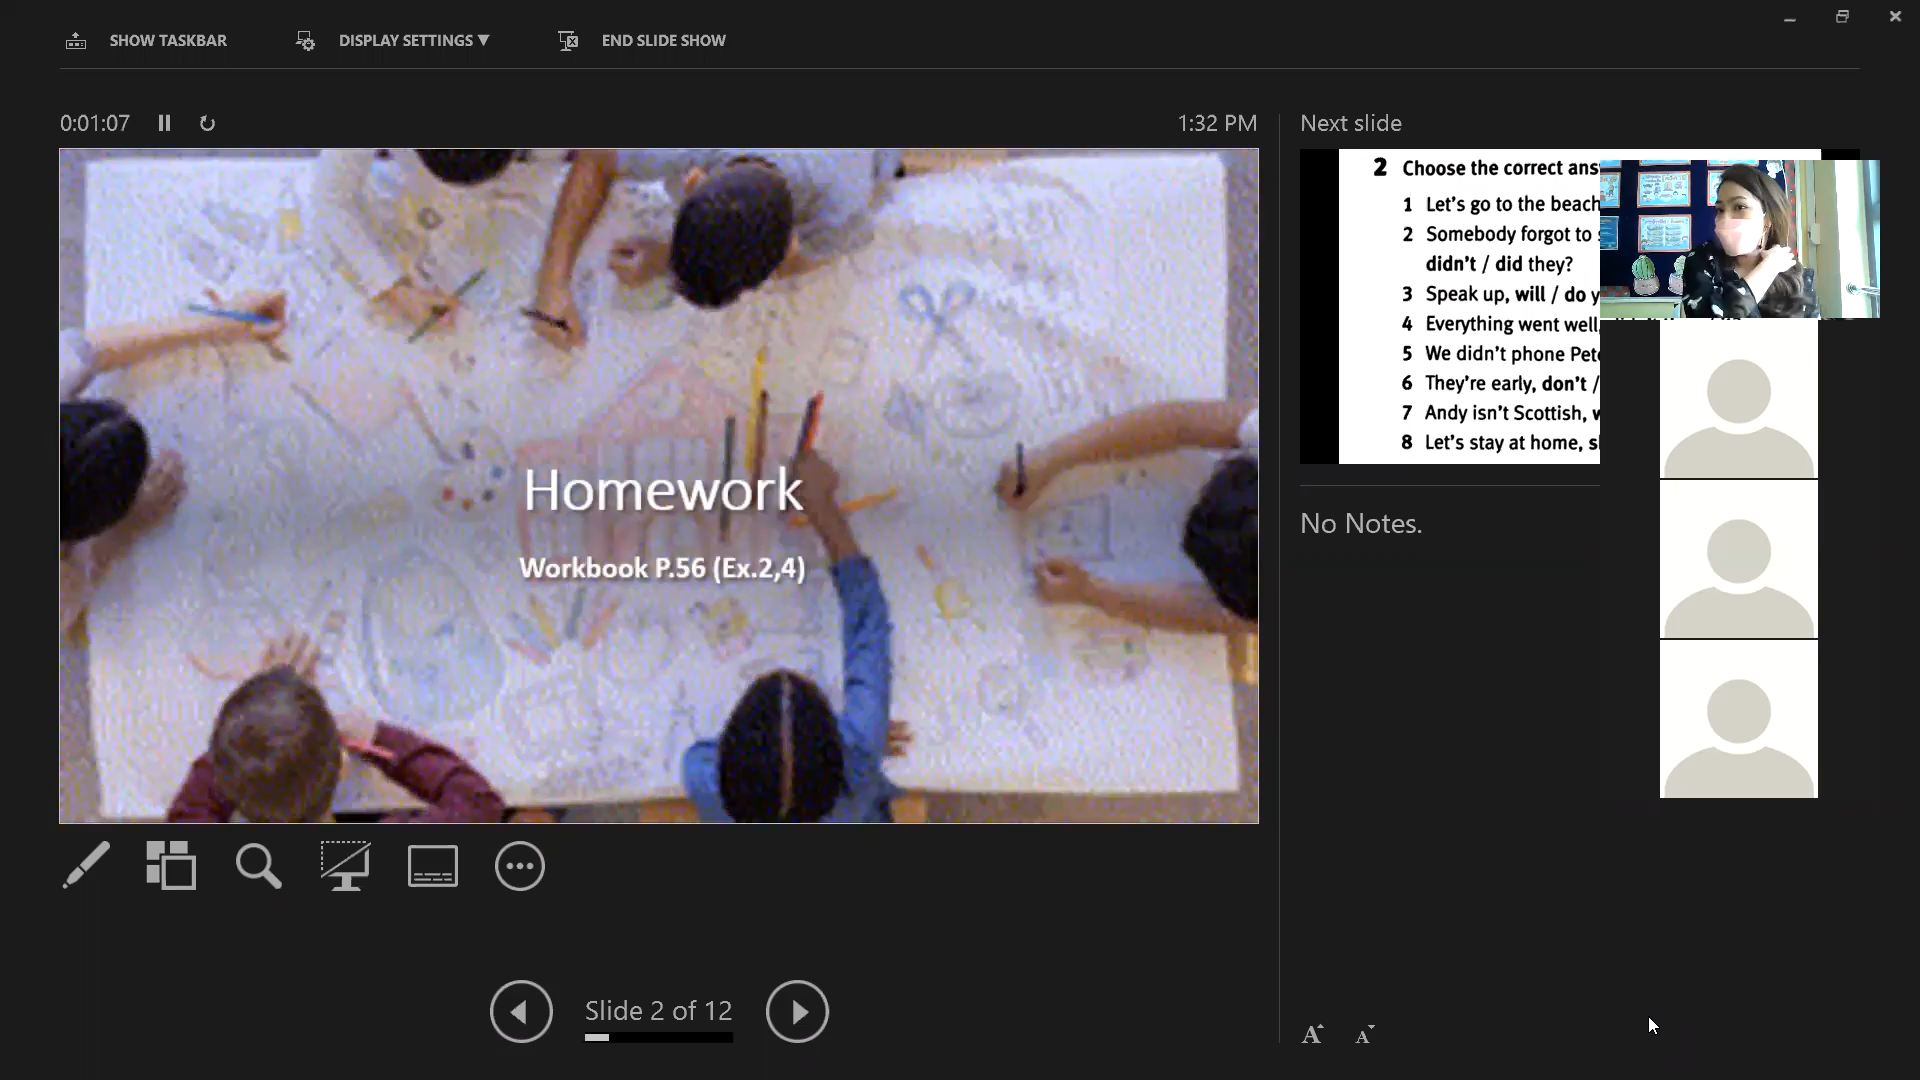 SHOW TASKBAR
DISPLAY SETTINGS ▼
END SLIDE SHOW
0:01:07
1:32 PM
Next slide
Homework
Workbook P.56 (Ex.2,4)
2 Choose the correct ans
1 Let's go to the beach
2 Somebody forgot to
didn't / did they?
3 Speak up, will / do y
4 Everything went well,
5 We didn't phone Pete
6 They're early, don't /
7 Andy isn't Scottish, w
8 Let's stay at home, s
No Notes.
Slide 2 of 12
A A